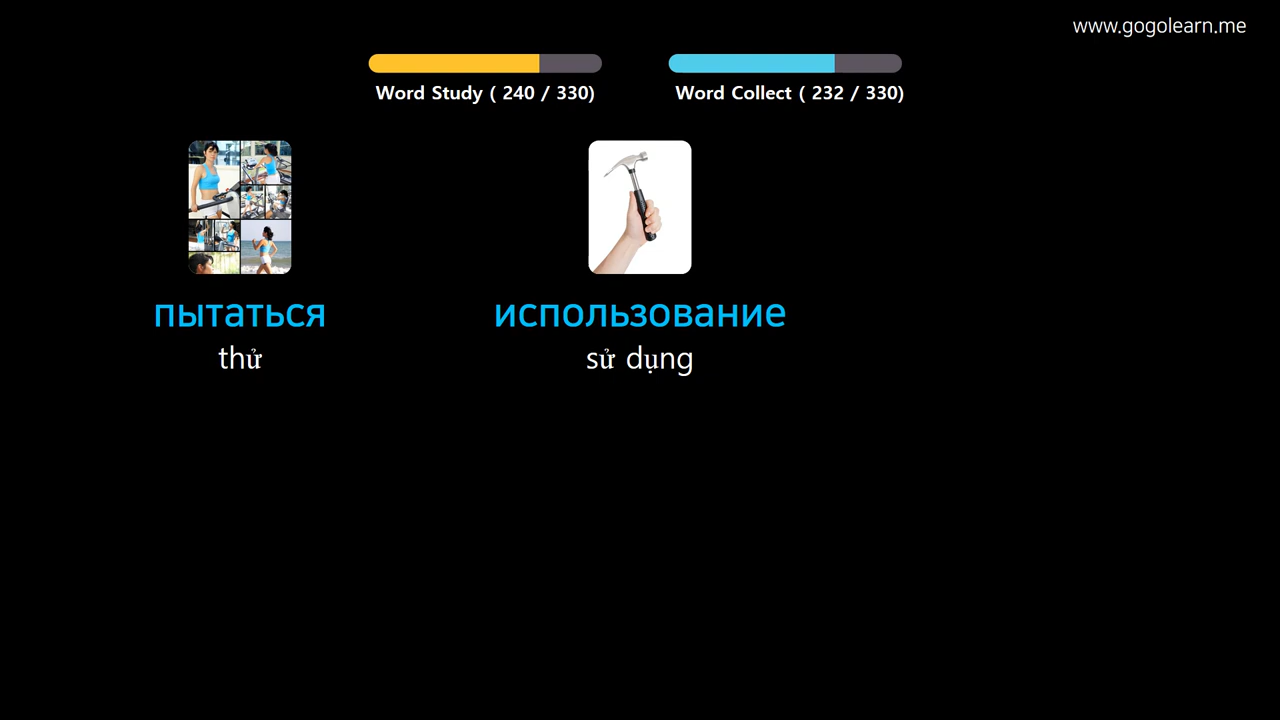 www.gogolearn.me
Word Study ( 240 / 330)
Word Collect ( 232 / 330)
пытаться
thử
использование
sử dụng